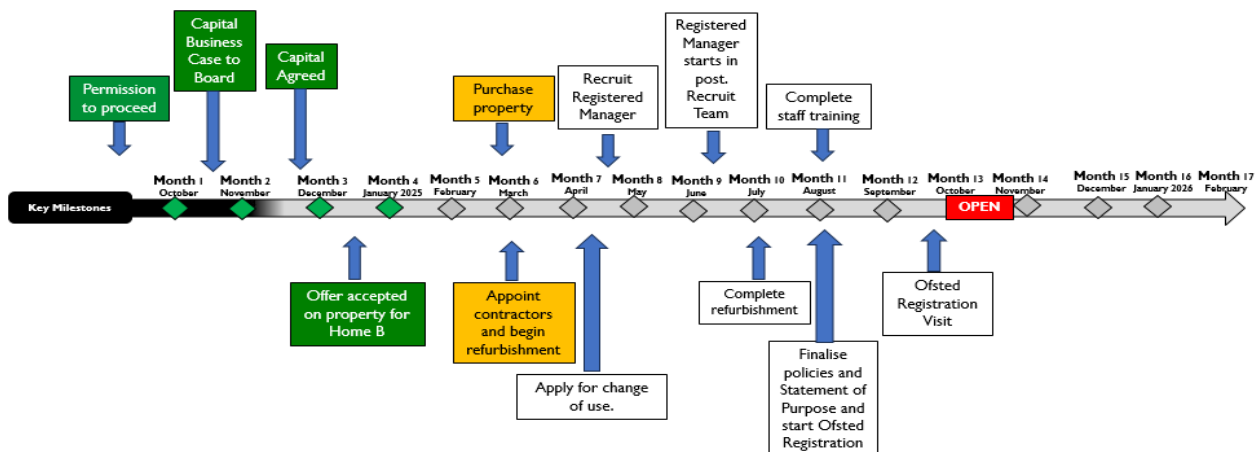 Permission
to proceed
Capital
Business
Case to
Board
Capital
Agreed
Purchase
property
Recruit
Registered
Manager
Registered
Manager
starts in
post.
Recruit
Team
Complete
staff training
Month 1
October
Month 2
November
Month 3
December
Month 4
January 2025
Month 5
February
Month 6
March
Month 7
April
Month 8
May
Month 9
June
Month 10
July
Month 11
August
Month 12
September
Month 13
October
Month 14
November
Month 15
December
Month 16
January 2026
Month 17
February
Key Milestones
OPEN
Offer accepted
on property for
Home B
Appoint
contractors
and begin
refurbishment
Apply for change
of use.
Complete
refurbishment
Finalise
policies and
Statement of
Purpose and
start Ofsted
Registration
Ofsted
Registration
Visit